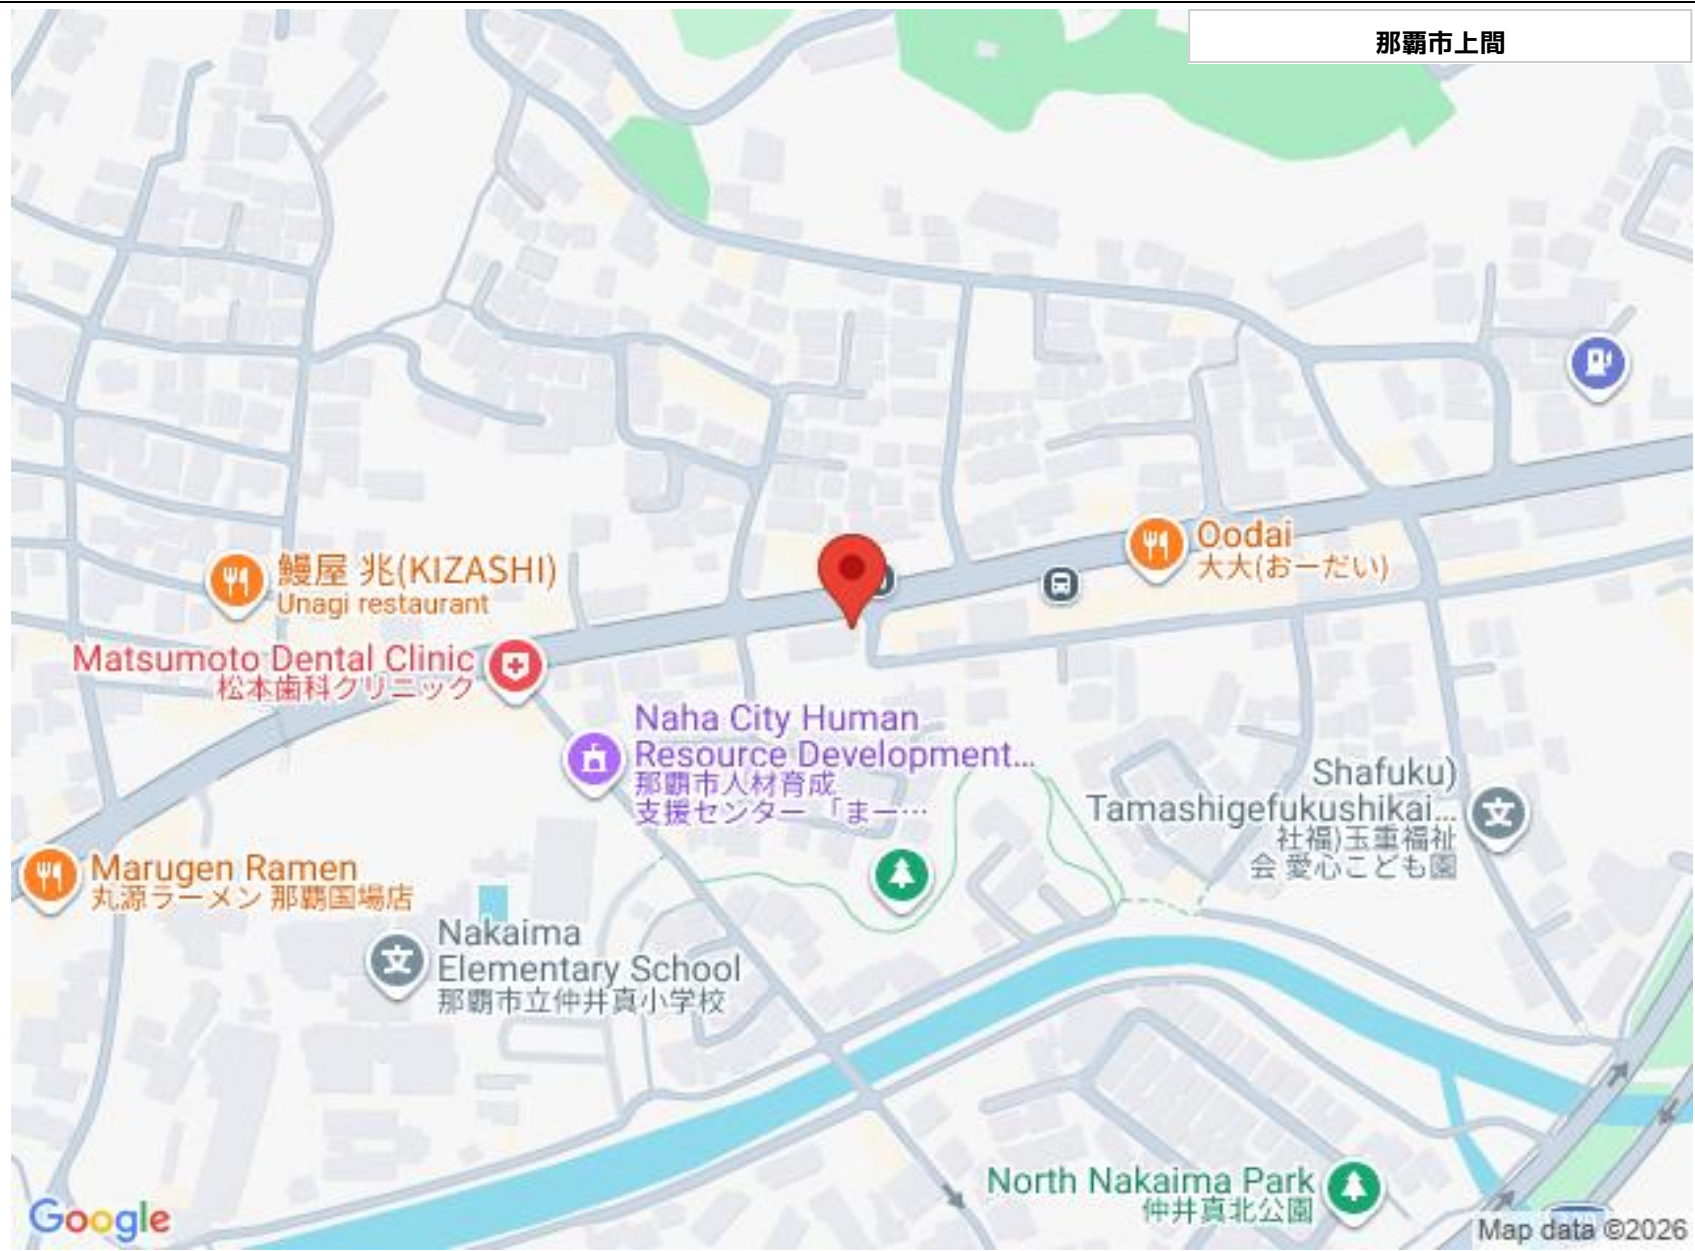 那覇市上間
Oodai
大大(おーだい)
鰻屋 兆(KIZASHI)
Unagi restaurant
Matsumoto Dental Clinic
松本歯科クリニック
Naha City Human
Resource Development...
那覇市人材育成
支援センター 「まー…
Shafuku)
Tamashigefukushikai...
社福)玉重福祉
会 愛心こども園
Marugen Ramen
丸源ラーメン 那覇国場店
Nakaima
Elementary School
那覇市立仲井真小学校
North Nakaima Park
仲井真北公園
Google
Map data ©2026